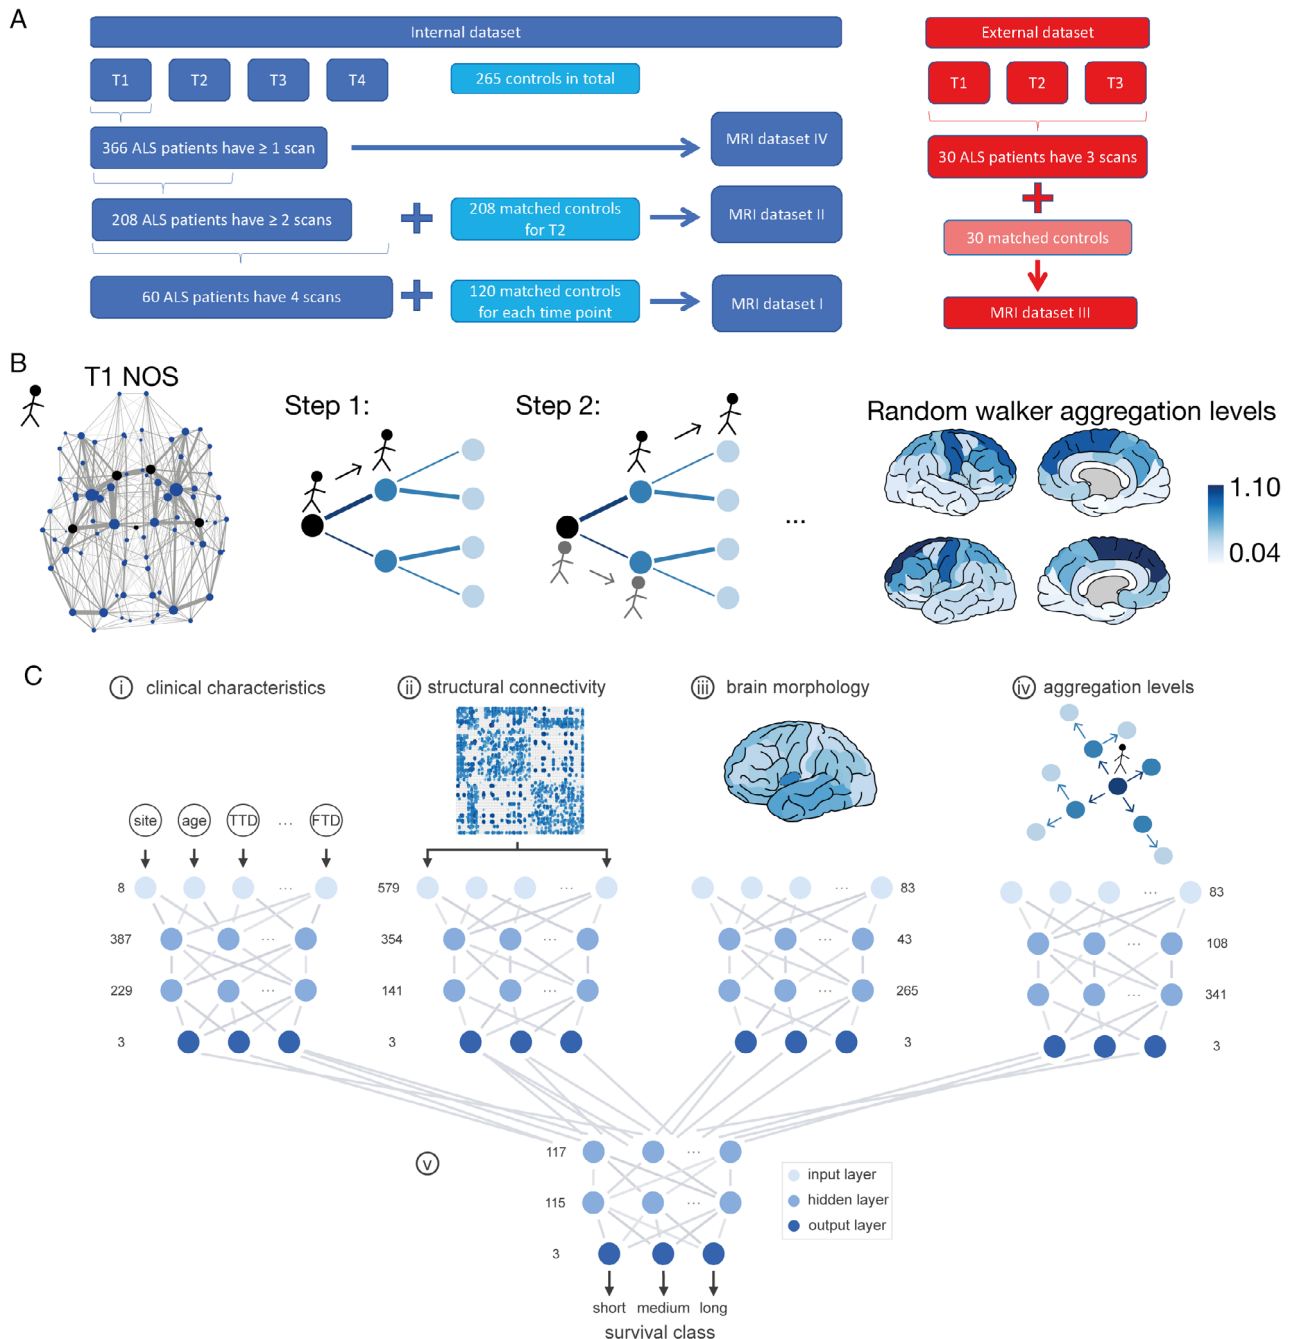 A
Internal dataset
External dataset
T1
T2
T3
T4
265 controls in total
T1
T2
T3
366 ALS patients have ≥ 1 scan
MRI dataset IV
30 ALS patients have 3 scans
208 ALS patients have ≥ 2 scans
208 matched controls
for T2
MRI dataset II
30 matched controls
60 ALS patients have 4 scans
120 matched controls
for each time point
MRI dataset I
MRI dataset III
B
T1 NOS
Step 1:
Step 2:
...
Random walker aggregation levels
1.10
0.04
C
i clinical characteristics
ii structural connectivity
iii brain morphology
iv aggregation levels
site
age
TTD
...
FTD
8
...
579
...
...
83
...
83
387
...
354
...
...
43
...
108
229
...
141
...
...
265
...
341
3
3
3
3
v
117
...
115
...
3
input layer
hidden layer
output layer
short
medium
long
survival class